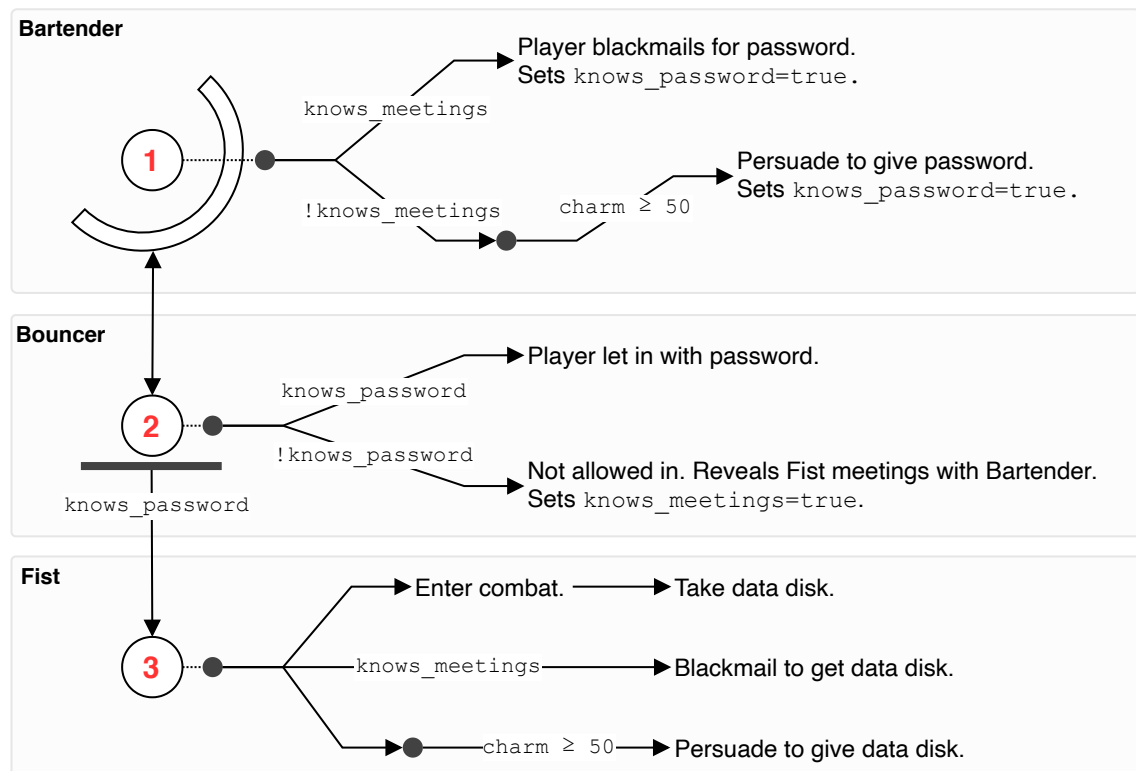 Bartender
Player blackmails for password.
Sets knows_password=true.
knows_meetings
1
Persuade to give password.
Sets knows_password=true.
!knows_meetings
charm ≥ 50
Bouncer
Player let in with password.
knows_password
2
!knows_password
Not allowed in. Reveals Fist meetings with Bartender.
Sets knows_meetings=true.
knows_password
Fist
Enter combat.
Take data disk.
3
knows_meetings
Blackmail to get data disk.
charm ≥ 50
Persuade to give data disk.